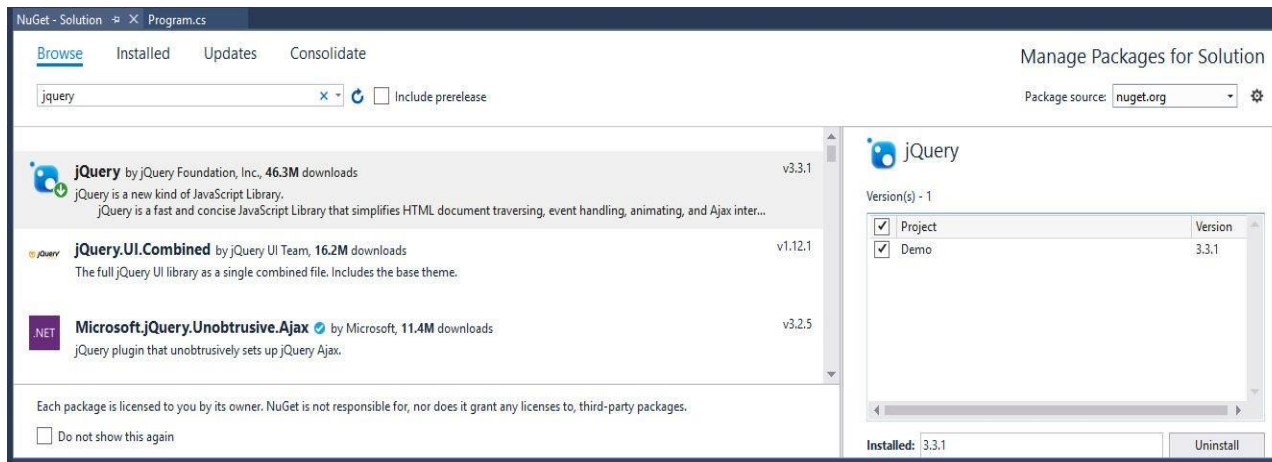 NuGet - Solution Program.cs
Browse Installed Updates Consolidate
Manage Packages for Solution
jquery
Include prerelease
Package source: nuget.org
jQuery by jQuery Foundation, Inc., 46.3M downloads v3.3.1
jQuery is a new kind of JavaScript Library.
jQuery is a fast and concise JavaScript Library that simplifies HTML document traversing, event handling, animating, and Ajax inter...
jQuery
jQuery.UI.Combined by jQuery UI Team, 16.2M downloads v1.12.1
The full jQuery UI library as a single combined file. Includes the base theme.
.NET
Microsoft.jQuery.Unobtrusive.Ajax by Microsoft, 11.4M downloads v3.2.5
jQuery plugin that unobtrusively sets up jQuery Ajax.
Each package is licensed to you by its owner. NuGet is not responsible for, nor does it grant any licenses to, third-party packages.
Do not show this again
jQuery
Version(s) - 1
Project Version
Demo 3.3.1
Installed: 3.3.1 Uninstall